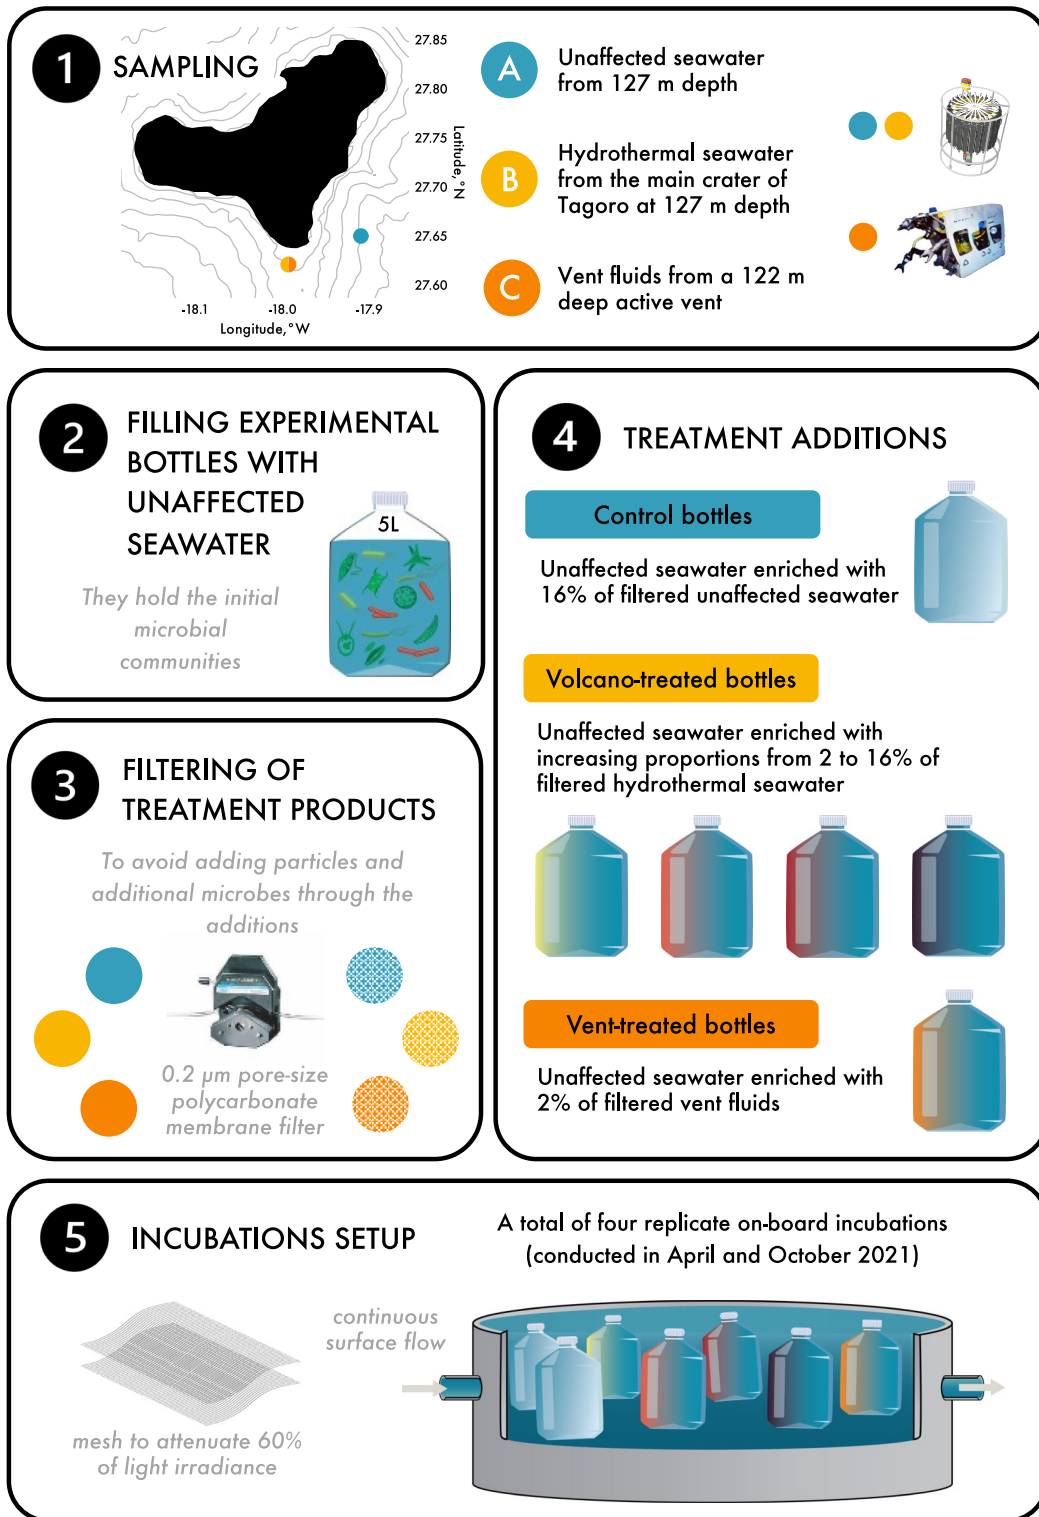 1
SAMPLING
27.85
27.80
27.75
27.70
27.65
27.60
Latitude,°N
-18.1
-18.0
-17.9
Longitude,°W
A
Unaffected seawater
from 127 m depth
B
Hydrothermal seawater
from the main crater of
Tagoro at 127 m depth
C
Vent fluids from a 122 m
deep active vent
2
FILLING EXPERIMENTAL
BOTTLES WITH
UNAFFECTED
SEAWATER
They hold the initial
microbial
communities
5L
3
FILTERING OF
TREATMENT PRODUCTS
To avoid adding particles and
additional microbes through the
additions
0.2 µm pore-size
polycarbonate
membrane filter
4
TREATMENT ADDITIONS
Control bottles
Unaffected seawater enriched with
16% of filtered unaffected seawater
Volcano-treated bottles
Unaffected seawater enriched with
increasing proportions from 2 to 16% of
filtered hydrothermal seawater
Vent-treated bottles
Unaffected seawater enriched with
2% of filtered vent fluids
5
INCUBATIONS SETUP
A total of four replicate on-board incubations
(conducted in April and October 2021)
continuous
surface flow
mesh to attenuate 60%
of light irradiance